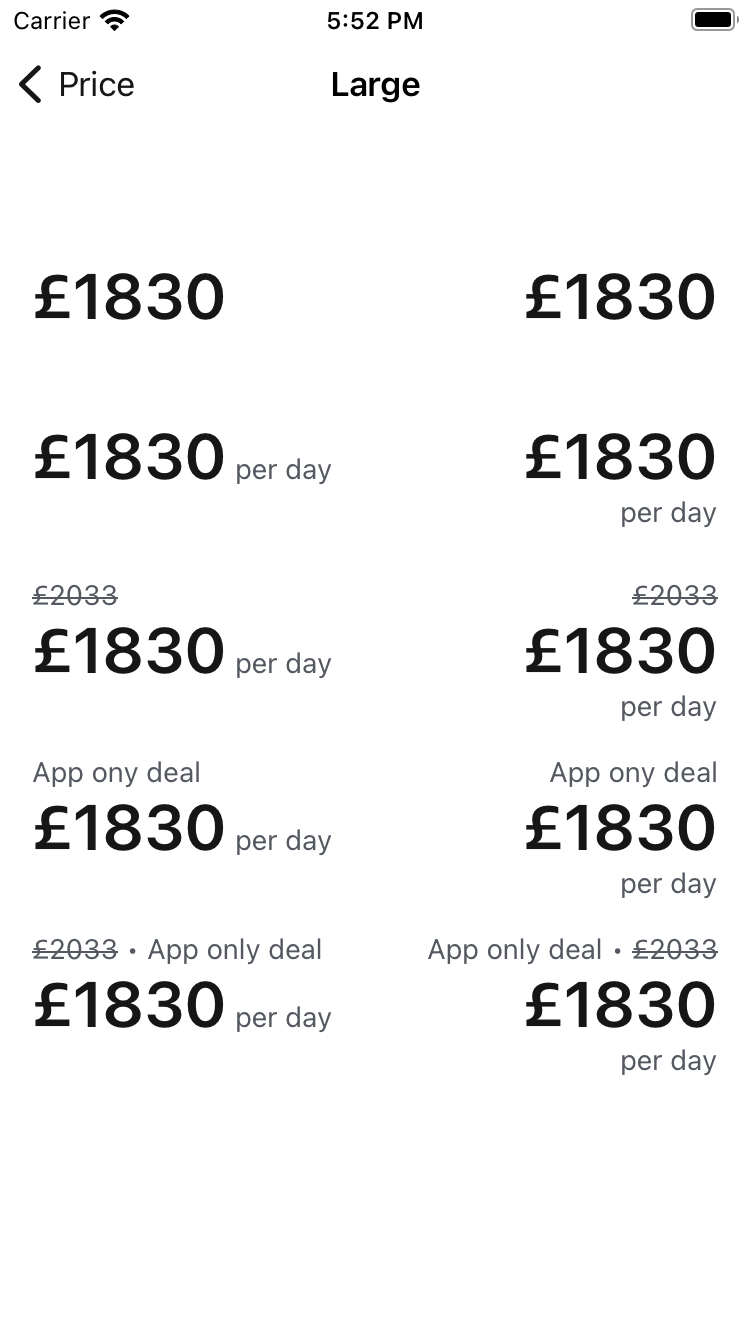 Carrier 5:52 PM
Price Large
£1830 £1830
£1830 per day £1830
per day
£2033 £2033
£1830 per day £1830
per day
App ony deal App ony deal
£1830 per day £1830
per day
£2033 • App only deal App only deal • £2033
£1830 per day £1830
per day